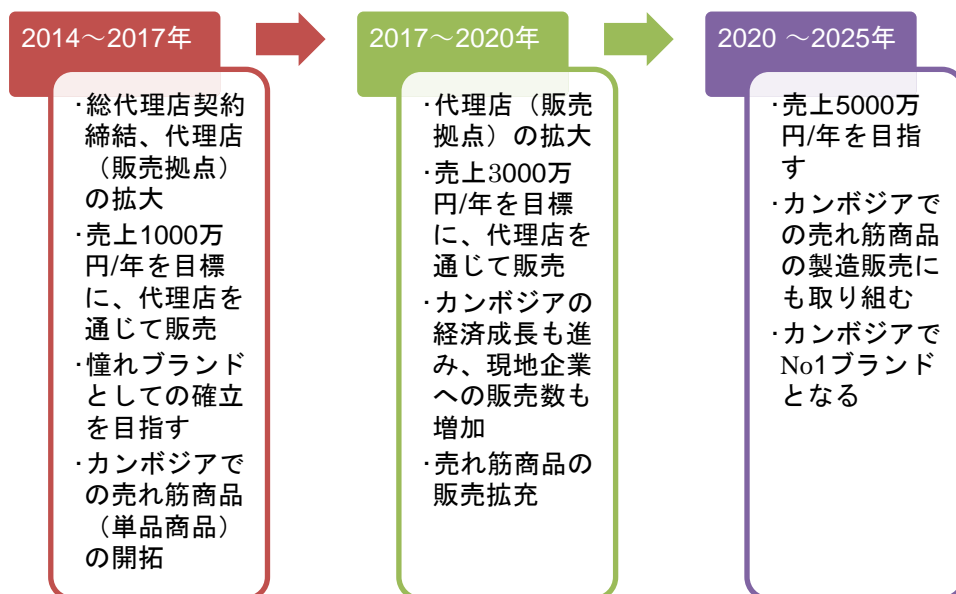 2014～2017年
・総代理店契約
締結、代理店
（販売拠点）
の拡大
・売上1000万
円/年を目標
に、代理店を
通じて販売
・憧れブランド
としての確立
を目指す
・カンボジアで
の売れ筋商品
（単品商品）
の開拓
2017～2020年
・代理店（販売
拠点）の拡大
・売上3000万
円/年を目標
に、代理店を
通じて販売
・カンボジアの
経済成長も進
み、現地企業
への販売数も
増加
・売れ筋商品の
販売拡充
2020 ～2025年
・売上5000万
円/年を目指
す
・カンボジアで
の売れ筋商品
の製造販売に
も取り組む
・カンボジアで
No1ブランド
となる